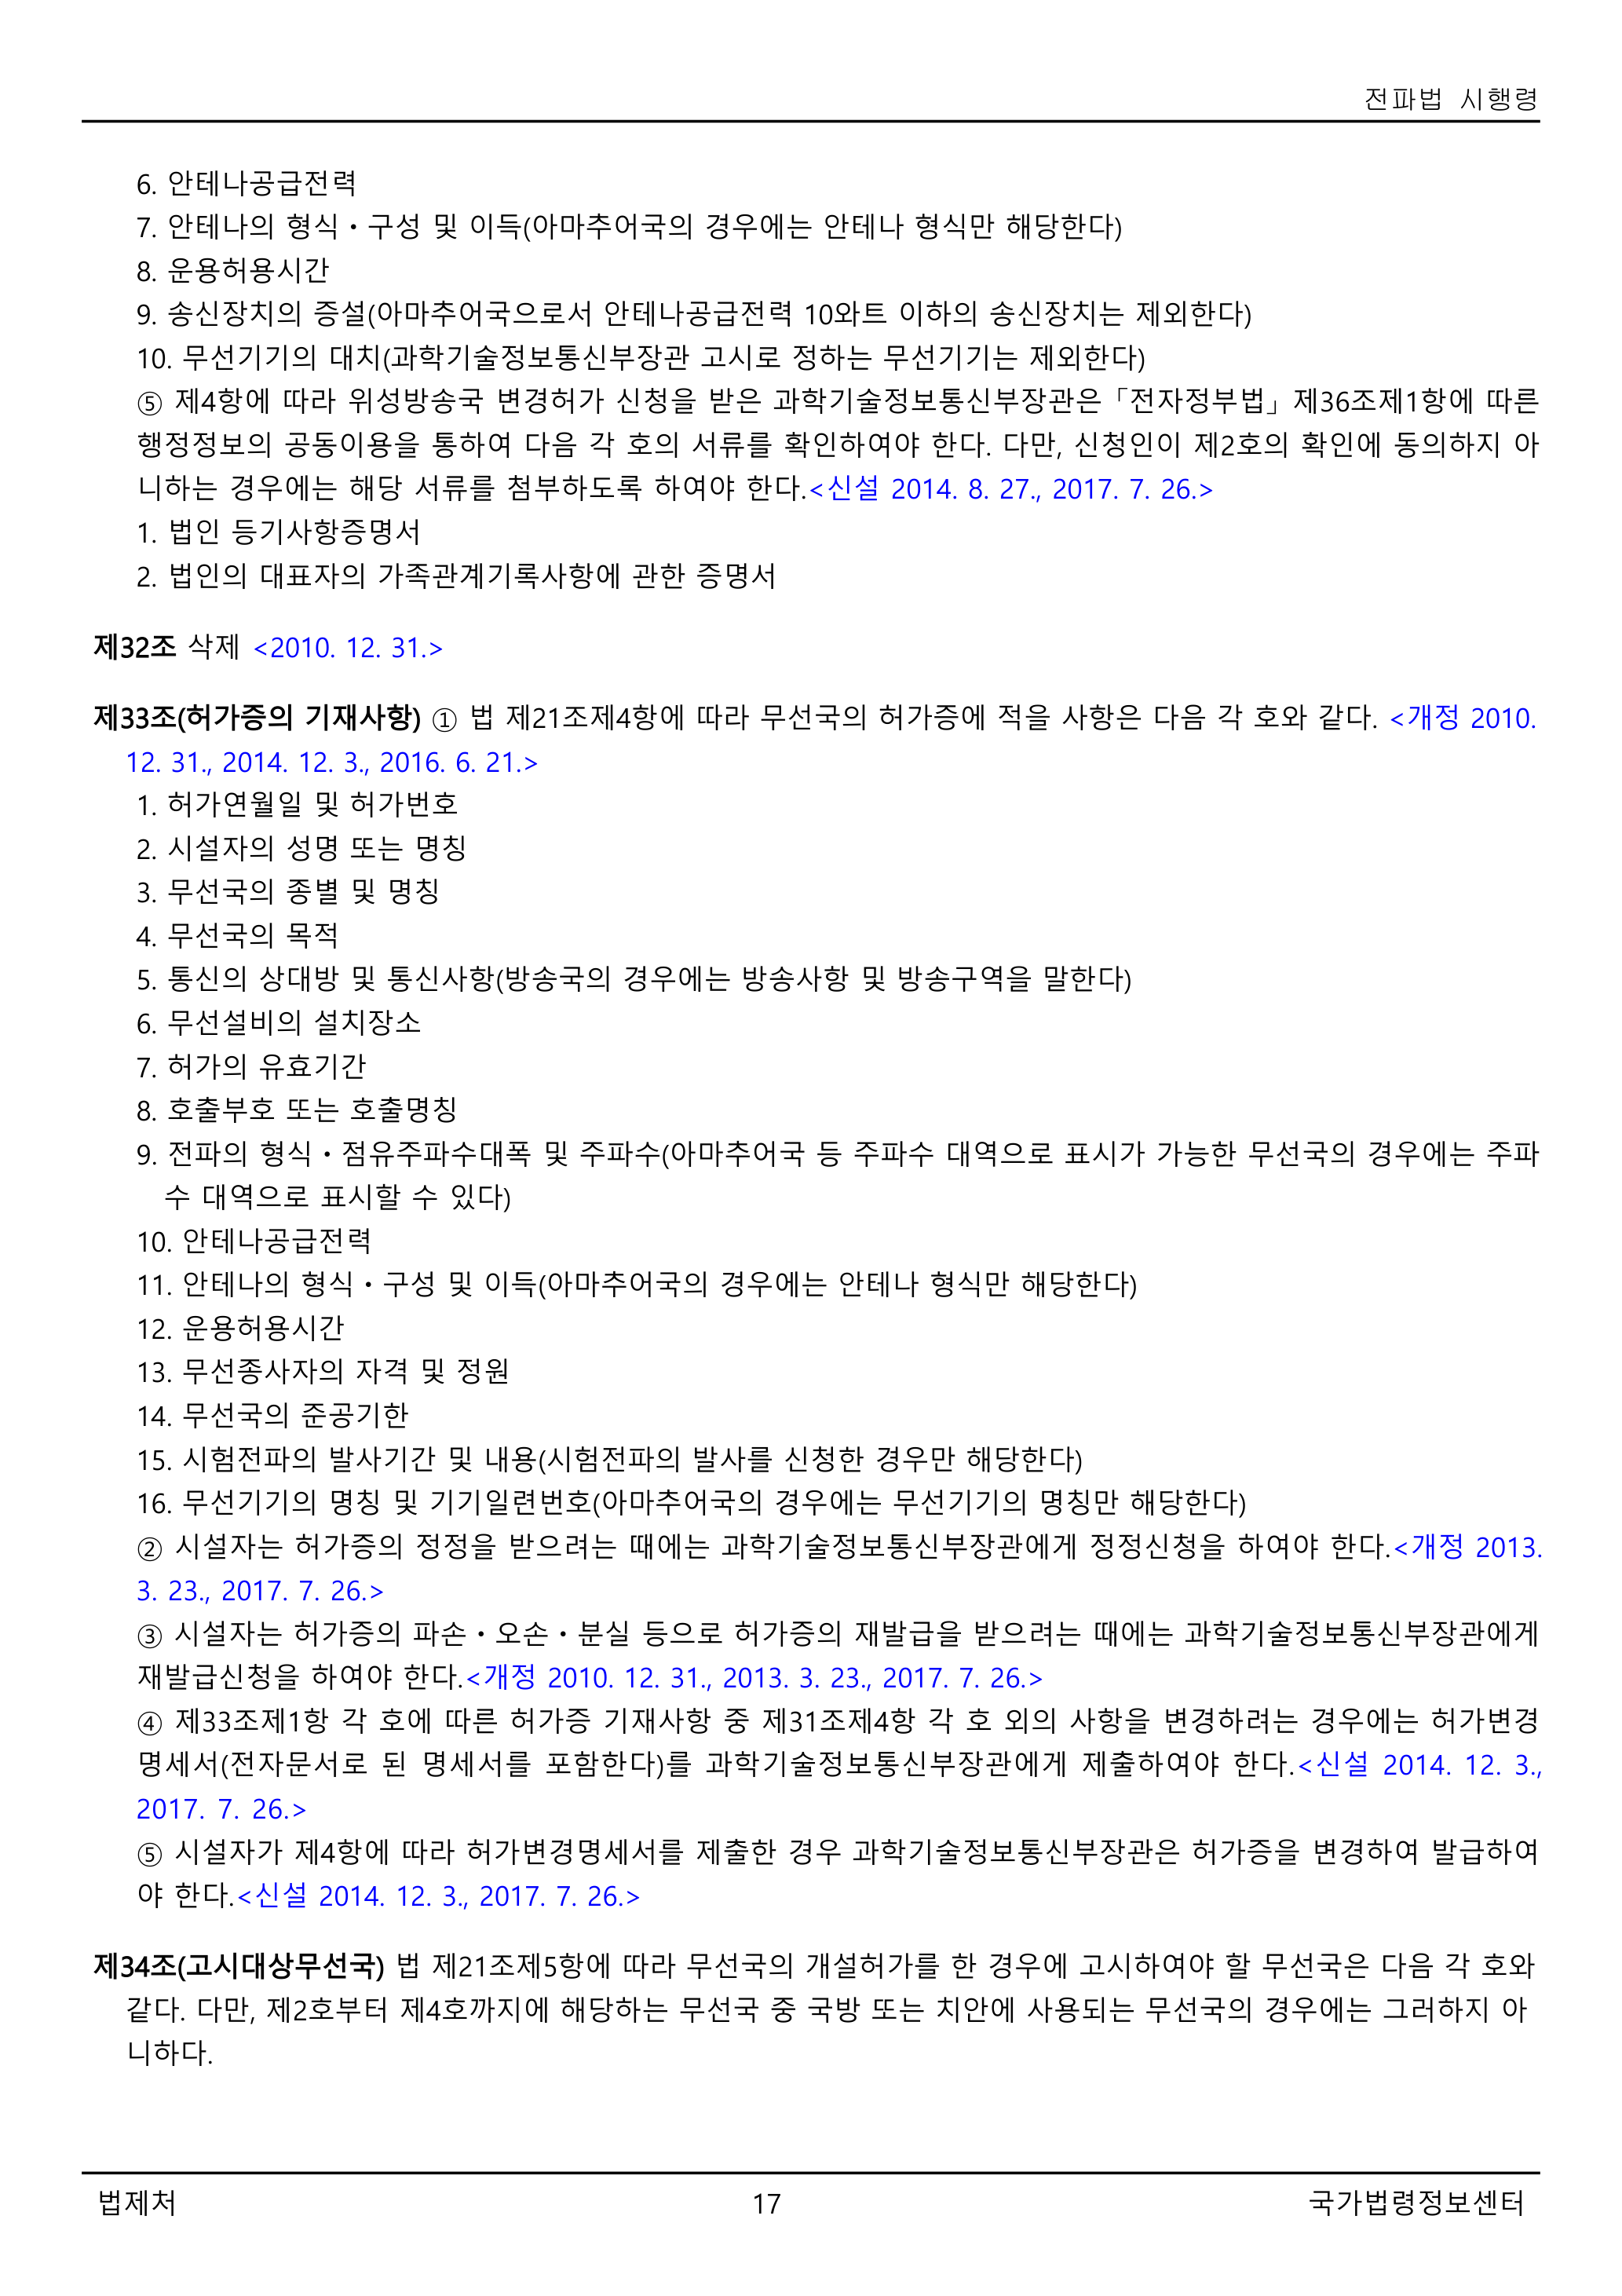 전파법 시행령
6. 안테나공급전력
7. 안테나의 형식ㆍ구성 및 이득(아마추어국의 경우에는 안테나 형식만 해당한다)
8. 운용허용시간
9. 송신장치의 증설(아마추어국으로서 안테나공급전력 10와트 이하의 송신장치는 제외한다)
10. 무선기기의 대치(과학기술정보통신부장관 고시로 정하는 무선기기는 제외한다)
⑤ 제4항에 따라 위성방송국 변경허가 신청을 받은 과학기술정보통신부장관은「전자정부법」제36조제1항에 따른
행정정보의 공동이용을 통하여 다음 각 호의 서류를 확인하여야 한다. 다만, 신청인이 제2호의 확인에 동의하지 아
니하는 경우에는 해당 서류를 첨부하도록 하여야 한다.<신설 2014. 8. 27., 2017. 7. 26.>
1. 법인 등기사항증명서
2. 법인의 대표자의 가족관계기록사항에 관한 증명서
제32조 삭제 <2010. 12. 31.>
제33조(허가증의 기재사항) ① 법 제21조제4항에 따라 무선국의 허가증에 적을 사항은 다음 각 호와 같다. <개정 2010.
12. 31., 2014. 12. 3., 2016. 6. 21.>
1. 허가연월일 및 허가번호
2. 시설자의 성명 또는 명칭
3. 무선국의 종별 및 명칭
4. 무선국의 목적
5. 통신의 상대방 및 통신사항(방송국의 경우에는 방송사항 및 방송구역을 말한다)
6. 무선설비의 설치장소
7. 허가의 유효기간
8. 호출부호 또는 호출명칭
9. 전파의 형식ㆍ점유주파수대폭 및 주파수(아마추어국 등 주파수 대역으로 표시가 가능한 무선국의 경우에는 주파
수 대역으로 표시할 수 있다)
10. 안테나공급전력
11. 안테나의 형식ㆍ구성 및 이득(아마추어국의 경우에는 안테나 형식만 해당한다)
12. 운용허용시간
13. 무선종사자의 자격 및 정원
14. 무선국의 준공기한
15. 시험전파의 발사기간 및 내용(시험전파의 발사를 신청한 경우만 해당한다)
16. 무선기기의 명칭 및 기기일련번호(아마추어국의 경우에는 무선기기의 명칭만 해당한다)
② 시설자는 허가증의 정정을 받으려는 때에는 과학기술정보통신부장관에게 정정신청을 하여야 한다.<개정 2013.
3. 23., 2017. 7. 26.>
③ 시설자는 허가증의 파손ㆍ오손ㆍ분실 등으로 허가증의 재발급을 받으려는 때에는 과학기술정보통신부장관에게
재발급신청을 하여야 한다.<개정 2010. 12. 31., 2013. 3. 23., 2017. 7. 26.>
④ 제33조제1항 각 호에 따른 허가증 기재사항 중 제31조제4항 각 호 외의 사항을 변경하려는 경우에는 허가변경
명세서(전자문서로 된 명세서를 포함한다)를 과학기술정보통신부장관에게 제출하여야 한다.<신설 2014. 12. 3.,
2017. 7. 26.>
⑤ 시설자가 제4항에 따라 허가변경명세서를 제출한 경우 과학기술정보통신부장관은 허가증을 변경하여 발급하여
야 한다.<신설 2014. 12. 3., 2017. 7. 26.>
제34조(고시대상무선국) 법 제21조제5항에 따라 무선국의 개설허가를 한 경우에 고시하여야 할 무선국은 다음 각 호와
같다. 다만, 제2호부터 제4호까지에 해당하는 무선국 중 국방 또는 치안에 사용되는 무선국의 경우에는 그러하지 아
니하다.
법제처 17 국가법령정보센터